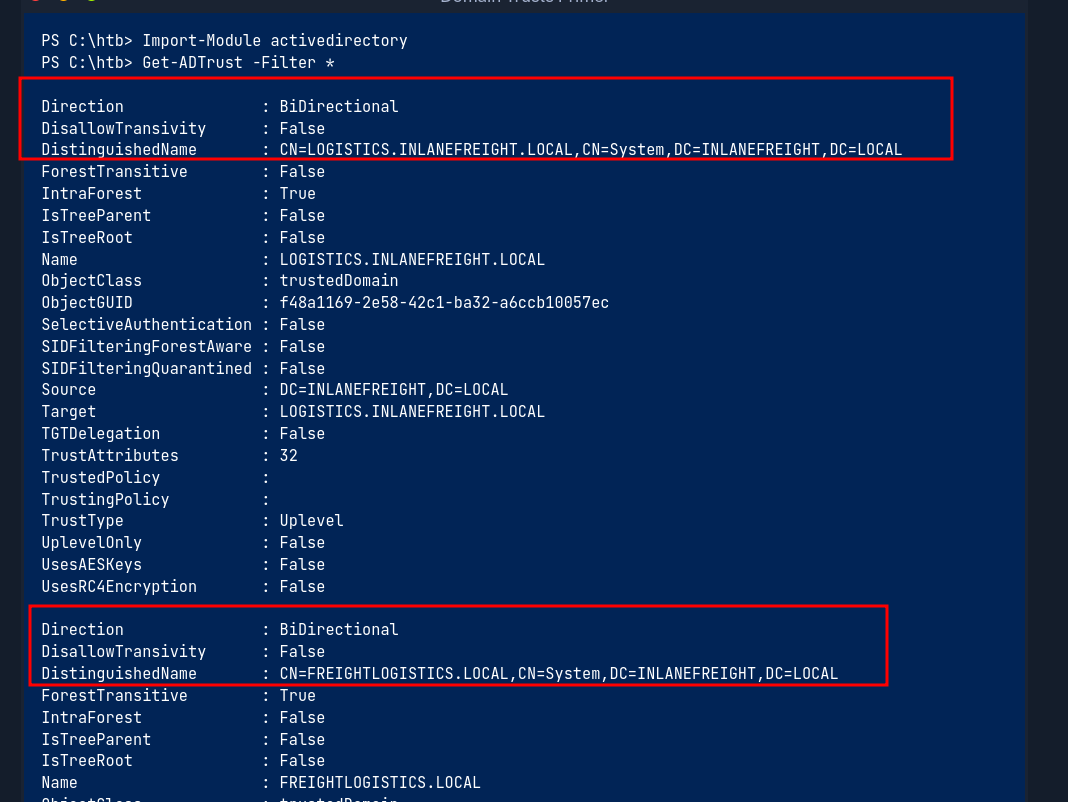 Domain Trusts Primer
PS C:\htb> Import-Module activedirectory
PS C:\htb> Get-ADTrust -Filter *
Direction : BiDirectional
DisallowTransivity : False
DistinguishedName : CN=LOGISTICS.INLANEFREIGHT.LOCAL,CN=System,DC=INLANEFREIGHT,DC=LOCAL
ForestTransitive : False
IntraForest : True
IsTreeParent : False
IsTreeRoot : False
Name : LOGISTICS.INLANEFREIGHT.LOCAL
ObjectClass : trustedDomain
ObjectGUID : f48a1169-2e58-42c1-ba32-a6ccb10057ec
SelectiveAuthentication : False
SIDFilteringForestAware : False
SIDFilteringQuarantined : False
Source : DC=INLANEFREIGHT,DC=LOCAL
Target : LOGISTICS.INLANEFREIGHT.LOCAL
TGTDelegation : False
TrustAttributes : 32
TrustedPolicy :
TrustingPolicy :
TrustType : Uplevel
UplevelOnly : False
UsesAESKeys : False
UsesRC4Encryption : False
Direction : BiDirectional
DisallowTransivity : False
DistinguishedName : CN=FREIGHTLOGISTICS.LOCAL,CN=System,DC=INLANEFREIGHT,DC=LOCAL
ForestTransitive : True
IntraForest : False
IsTreeParent : False
IsTreeRoot : False
Name : FREIGHTLOGISTICS.LOCAL
ObjectClass : trustedDomain